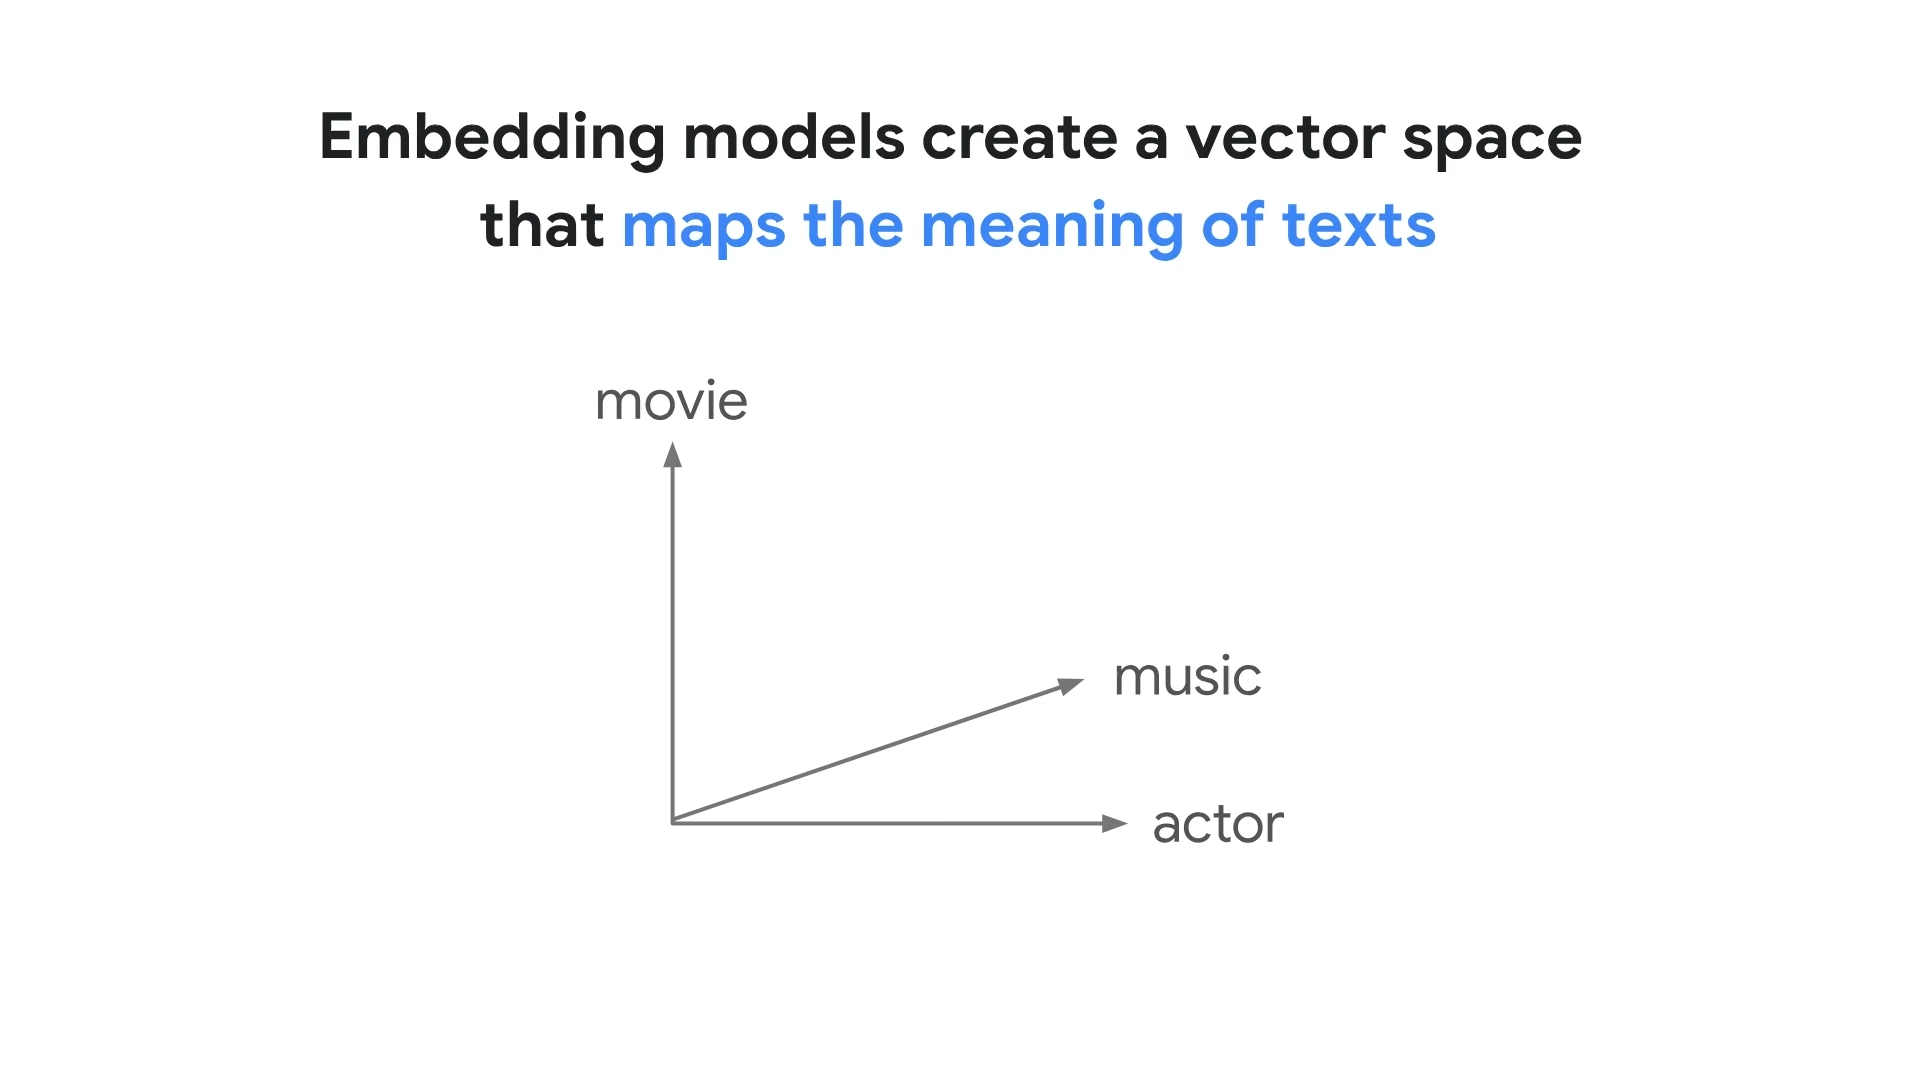 Embedding models create a vector space
that maps the meaning of texts
movie
music
actor